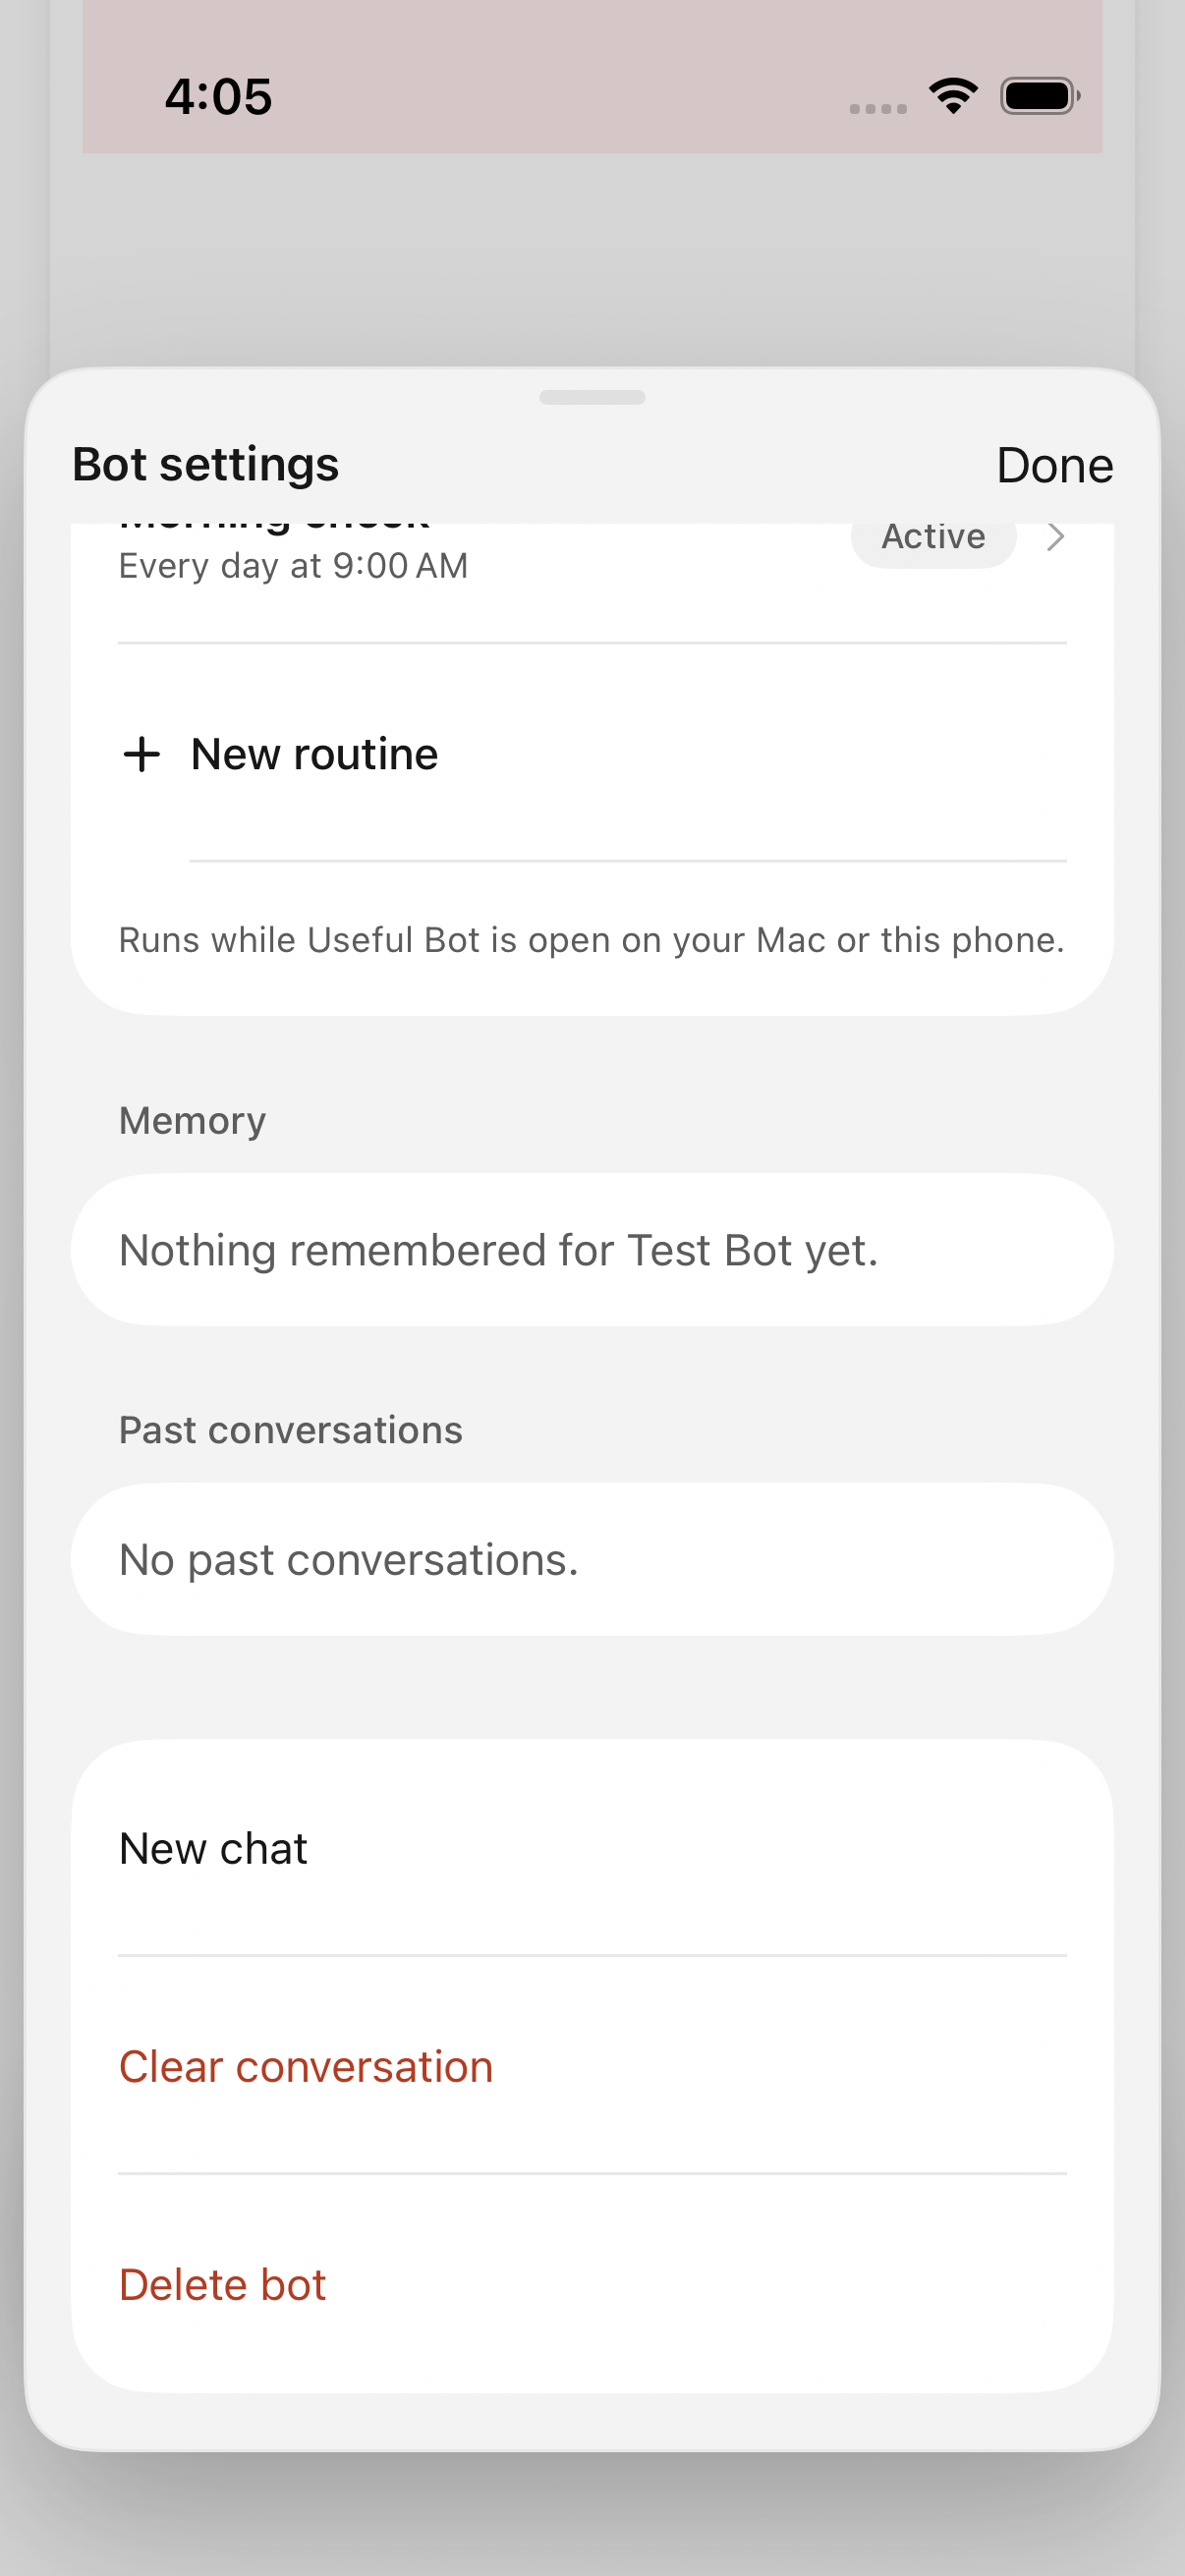 4:05
Bot settings
Done
Morning check
Every day at 9:00 AM
Active
New routine
Runs while Useful Bot is open on your Mac or this phone.
Memory
Nothing remembered for Test Bot yet.
Past conversations
No past conversations.
New chat
Clear conversation
Delete bot